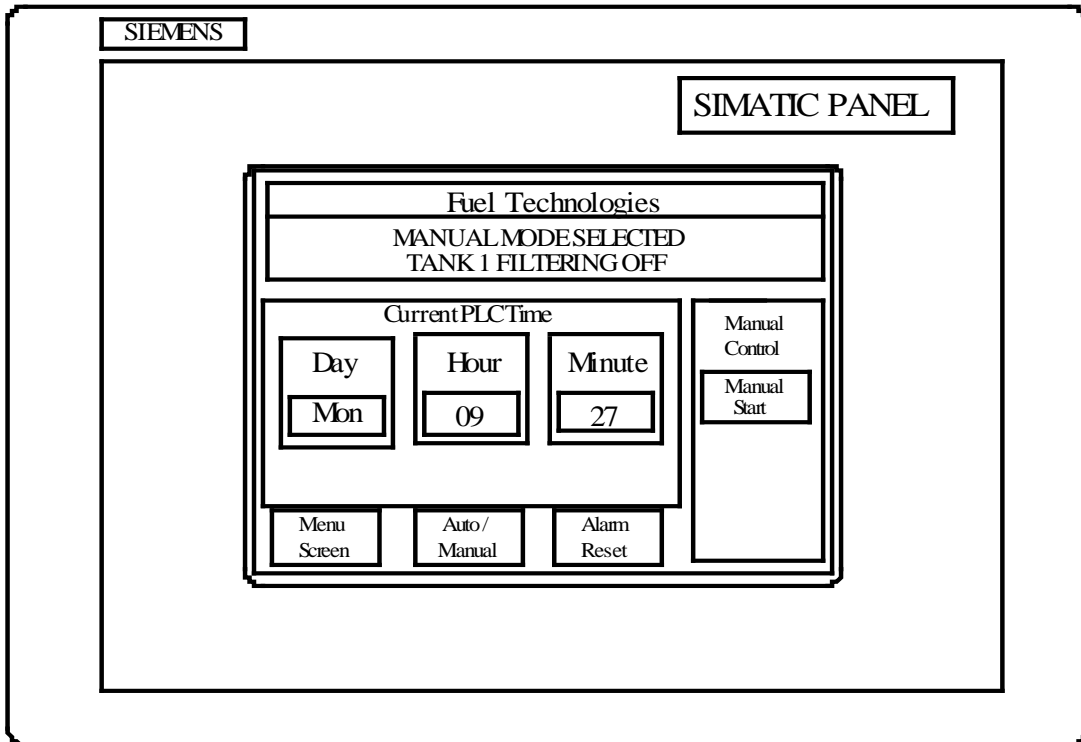 SIEMENS
SIMATIC PANEL
Fuel Technologies
MANUAL MODE SELECTED
TANK 1 FILTERING OFF
Current PLC Time
Day
Hour
Minute
Mon
09
27
Manual
Control
Manual
Start
Menu
Screen
Auto /
Manual
Alarm
Reset